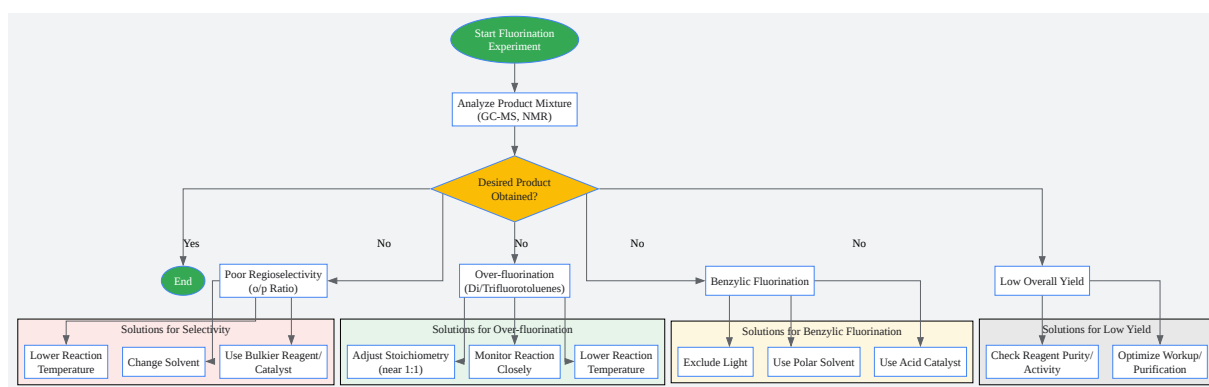 Start Fluorination
Experiment
Analyze Product Mixture
(GC-MS, NMR)
Desired Product
Obtained?
Yes
No
No
No
No
End
Poor Regioselectivity
(o/p Ratio)
Over-fluorination
(Di/Trifluorotoluenes)
Benzylic Fluorination
Low Overall Yield
Solutions for Selectivity
Lower Reaction
Temperature
Change Solvent
Use Bulkier Reagent/
Catalyst
Solutions for Over-fluorination
Adjust Stoichiometry
(near 1:1)
Monitor Reaction
Closely
Lower Reaction
Temperature
Solutions for Benzylic Fluorination
Exclude Light
Use Polar Solvent
Use Acid Catalyst
Solutions for Low Yield
Check Reagent Purity/
Activity
Optimize Workup/
Purification